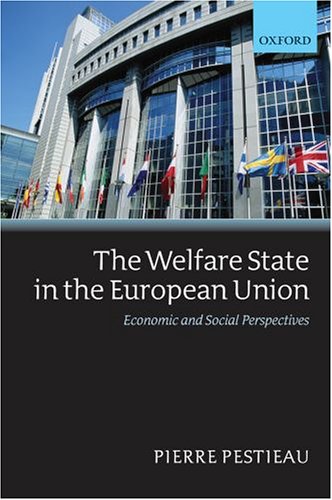 OXFORD
The Welfare State
in the European Union
Economic and Social Perspectives
PIERRE PESTIEAU